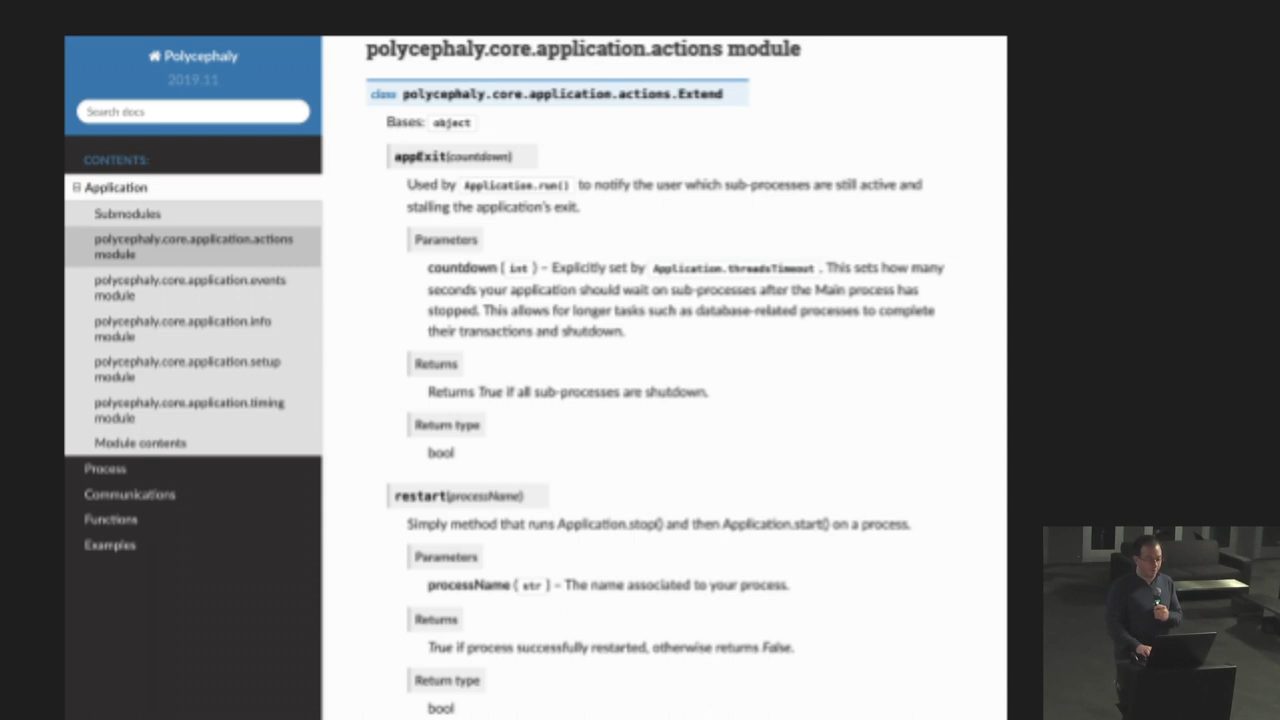 Polycephaly
2019.11
Search docs
CONTENTS:
Application
Submodules
polycephaly.core.application.actions
module
polycephaly.core.application.events
module
polycephaly.core.application.info
module
polycephaly.core.application.setup
module
polycephaly.core.application.timing
module
Module contents
Process
Communications
Functions
Examples
polycephaly.core.application.actions module
class polycephaly.core.application.actions.Extend
Bases: object
appExit(countdown)
Used by Application.run() to notify the user which sub-processes are still active and
stalling the application's exit.
Parameters
countdown ( int ) – Explicitly set by Application.threadsTimeout . This sets how many
seconds your application should wait on sub-processes after the Main process has
stopped. This allows for longer tasks such as database-related processes to complete
their transactions and shutdown.
Returns
Returns True if all sub-processes are shutdown.
Return type
bool
restart(processName)
Simply method that runs Application.stop() and then Application.start() on a process.
Parameters
processName ( str ) – The name associated to your process.
Returns
True if process successfully restarted, otherwise returns False.
Return type
bool